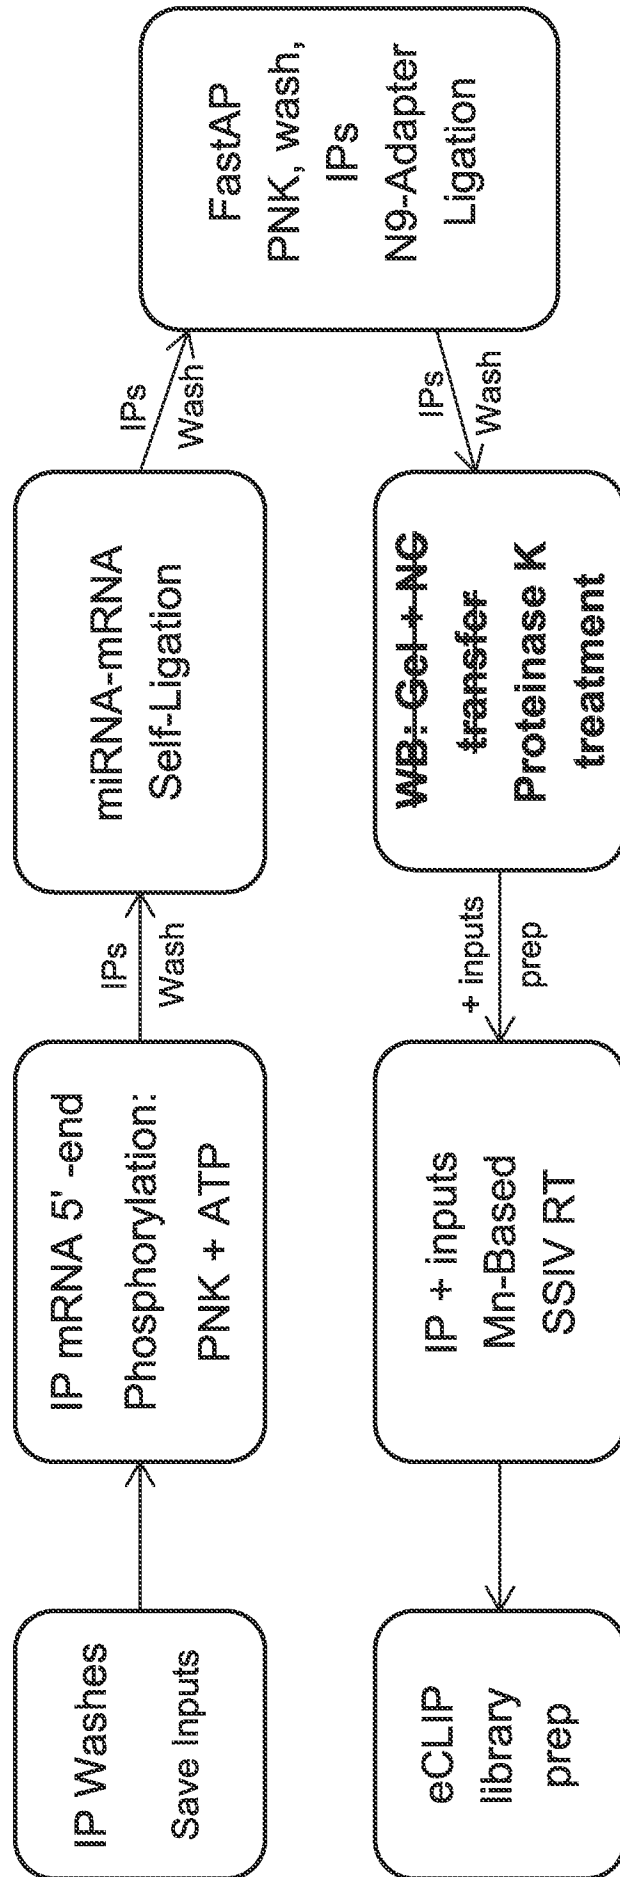 IP Washes
Save Inputs
IP mRNA 5' -end
Phosphorylation:
PNK + ATP
IPs
Wash
miRNA-mRNA
Self-Ligation
IPs
Wash
FastAP
PNK, wash,
IPs
N9-Adapter
Ligation
IPs
Wash
WB: Gel + NC
transfer
Proteinase K
treatment
+ inputs
prep
IP + inputs
Mn-Based
SSIV RT
eCLIP
library
prep